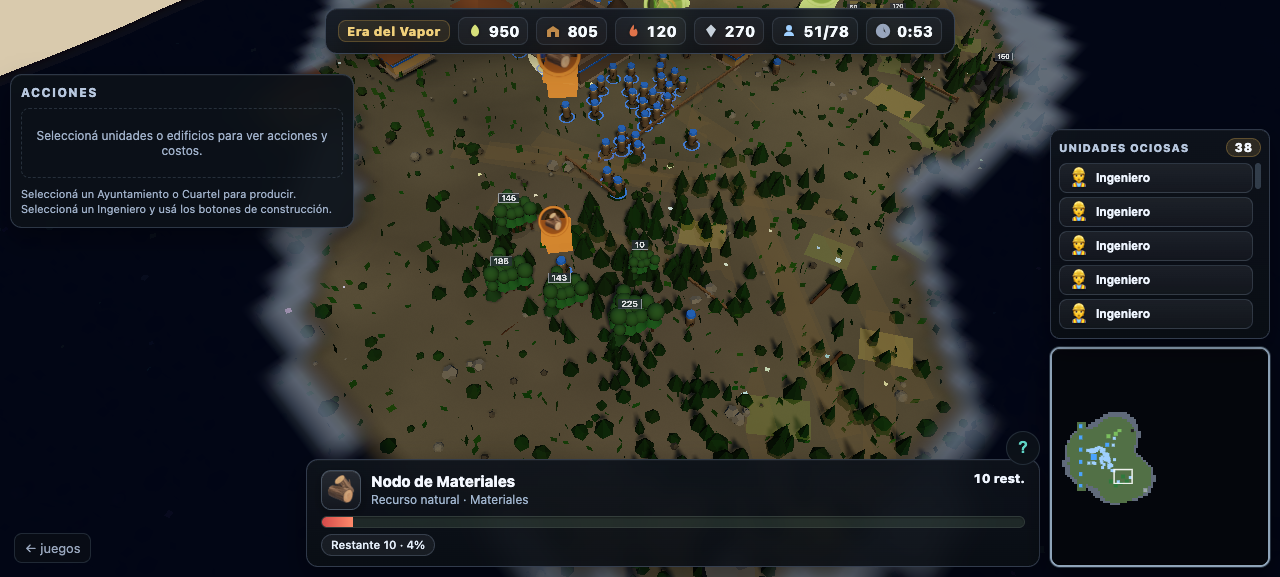 Era del Vapor 950 805 120 270 51/78 0:53
ACCIONES
Seleccioná unidades o edificios para ver acciones y
costos.
Seleccioná un Ayuntamiento o Cuartel para producir.
Seleccioná un Ingeniero y usá los botones de construcción.
120
160
146
10
185
143
225
UNIDADES OCIOSAS 38
Ingeniero
Ingeniero
Ingeniero
Ingeniero
Ingeniero
?
Nodo de Materiales 10 rest.
Recurso natural · Materiales
Restante 10 · 4%
← juegos